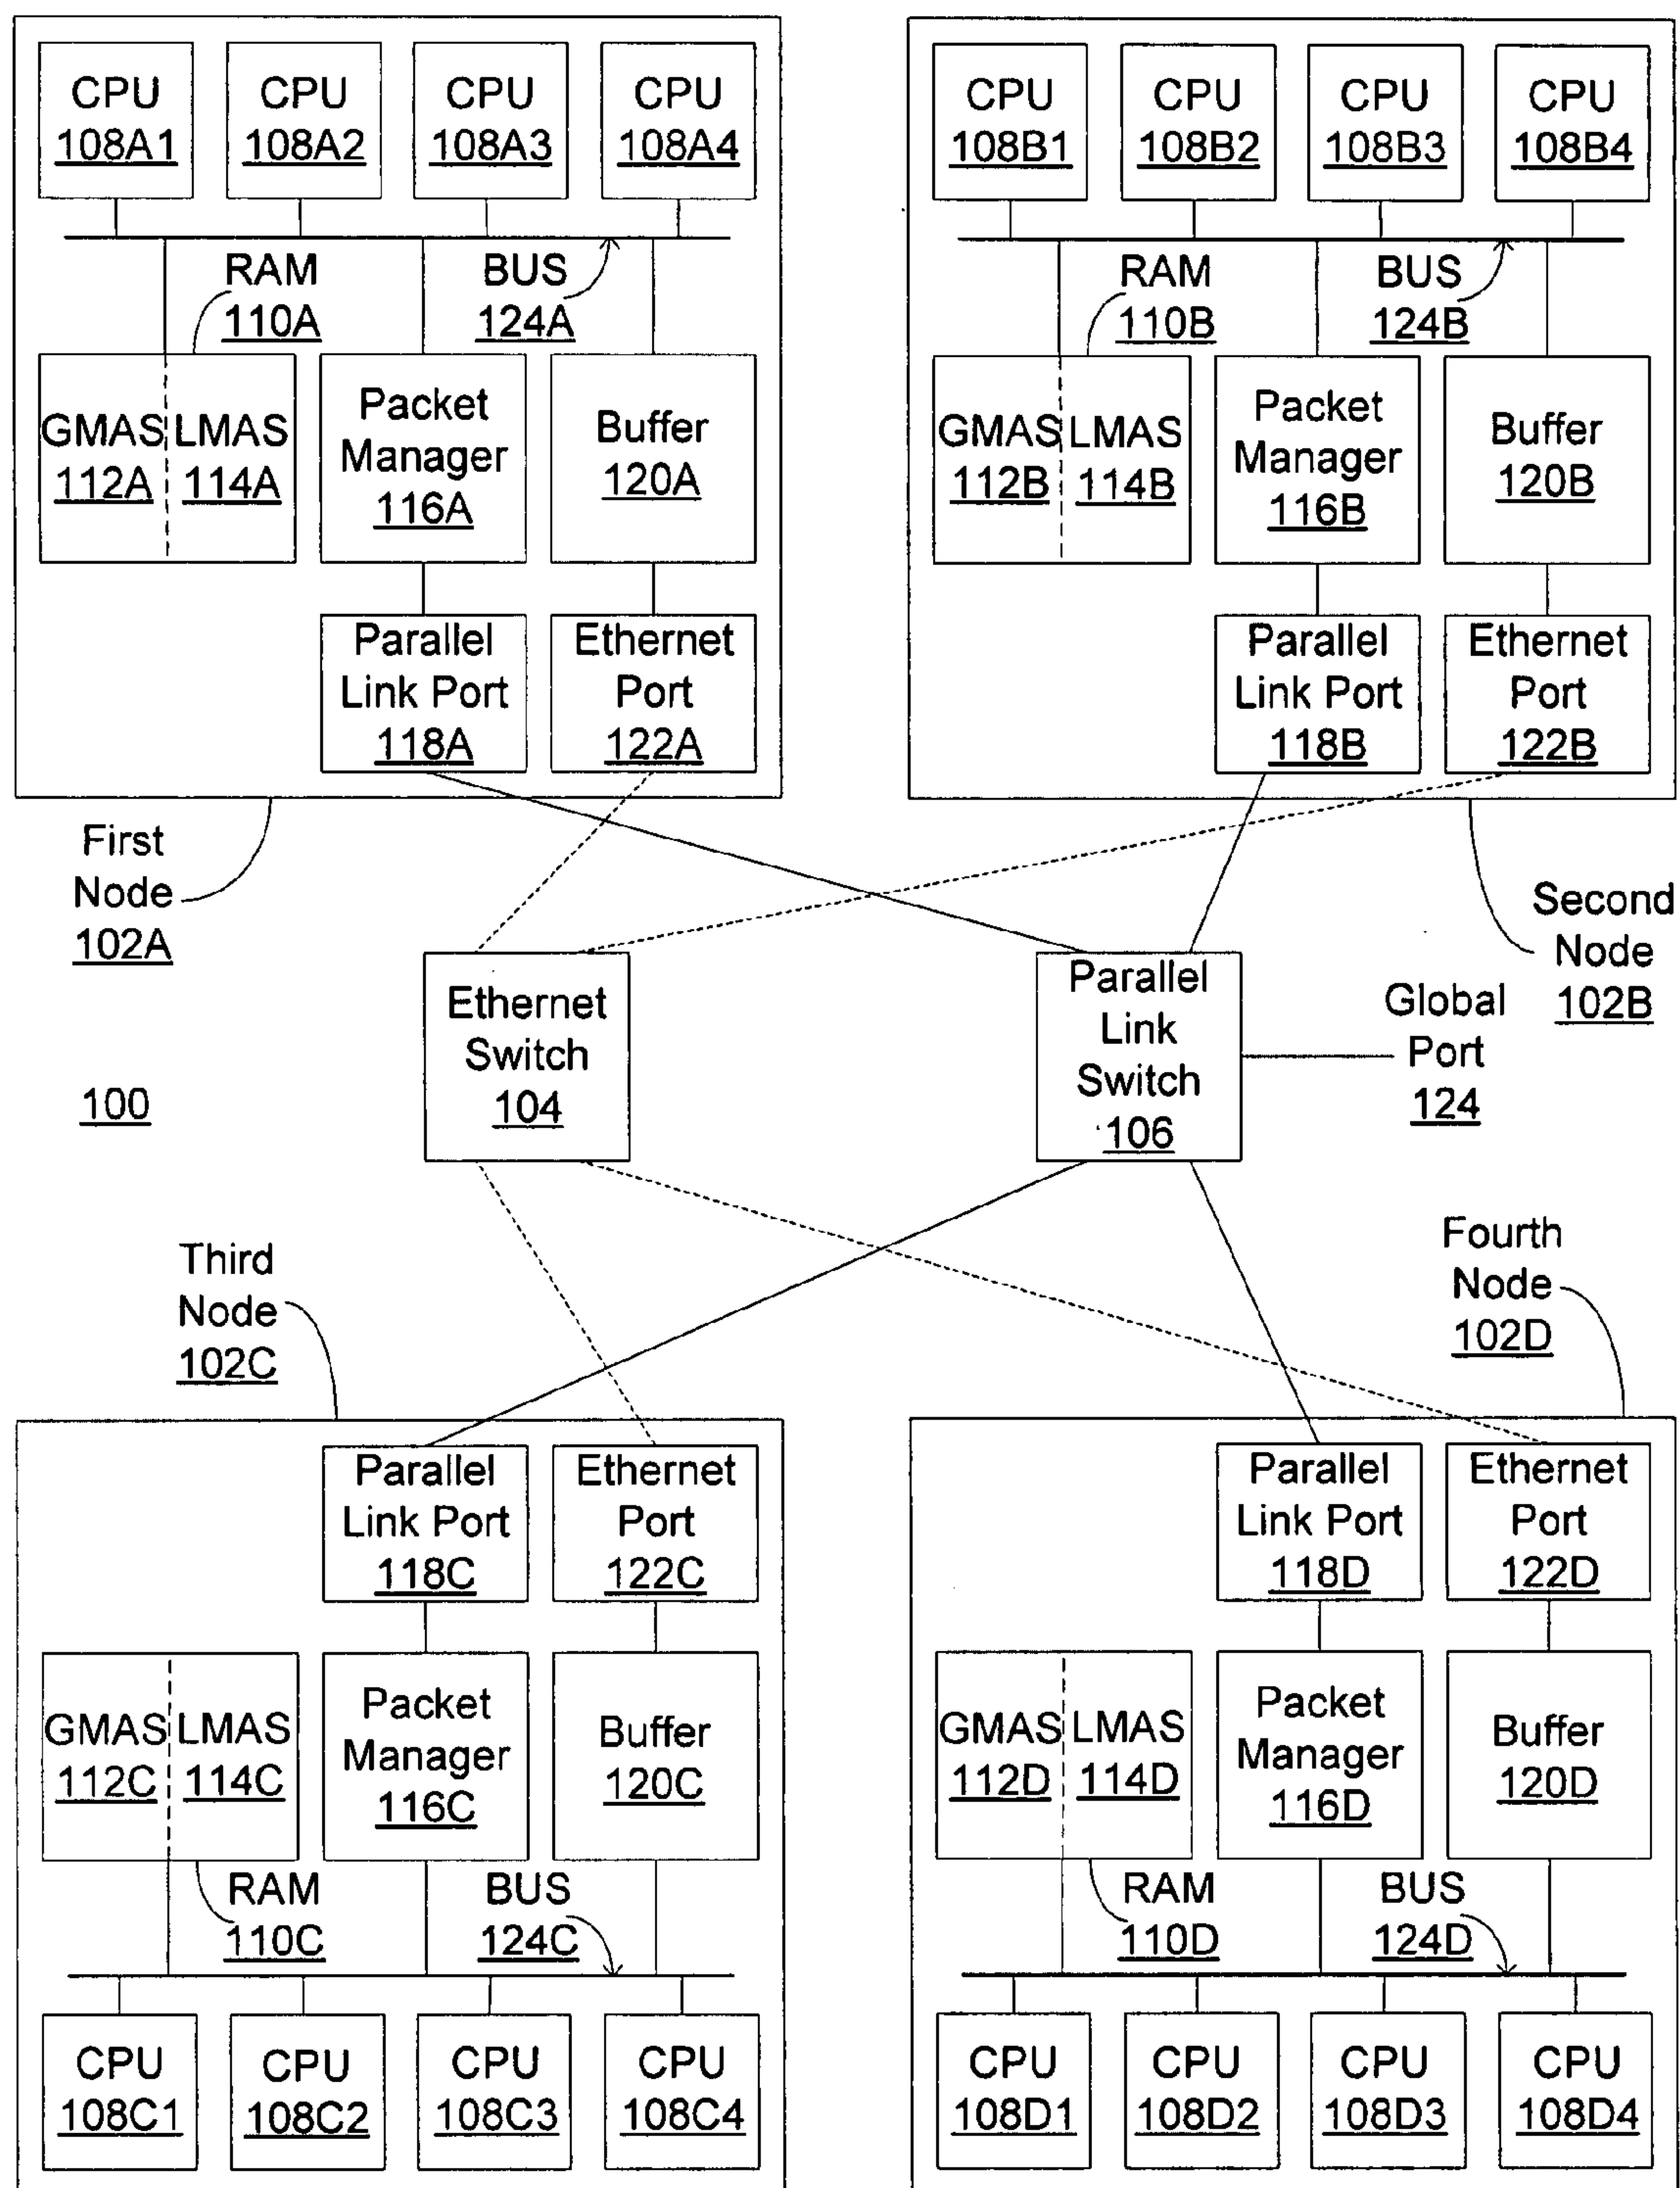 CPU
108A1
CPU
108A2
CPU
108A3
CPU
108A4
RAM
110A
BUS
124A
GMAS
112A
LMAS
114A
Packet
Manager
116A
Buffer
120A
Parallel
Link Port
118A
Ethernet
Port
122A
First
Node
102A
CPU
108B1
CPU
108B2
CPU
108B3
CPU
108B4
RAM
110B
BUS
124B
GMAS
112B
LMAS
114B
Packet
Manager
116B
Buffer
120B
Parallel
Link Port
118B
Ethernet
Port
122B
Second
Node
102B
Ethernet
Switch
104
Parallel
Link
Switch
106
Global
Port
124
100
Third
Node
102C
Fourth
Node
102D
Parallel
Link Port
118C
Ethernet
Port
122C
GMAS
112C
LMAS
114C
Packet
Manager
116C
Buffer
120C
RAM
110C
BUS
124C
CPU
108C1
CPU
108C2
CPU
108C3
CPU
108C4
Parallel
Link Port
118D
Ethernet
Port
122D
GMAS
112D
LMAS
114D
Packet
Manager
116D
Buffer
120D
RAM
110D
BUS
124D
CPU
108D1
CPU
108D2
CPU
108D3
CPU
108D4